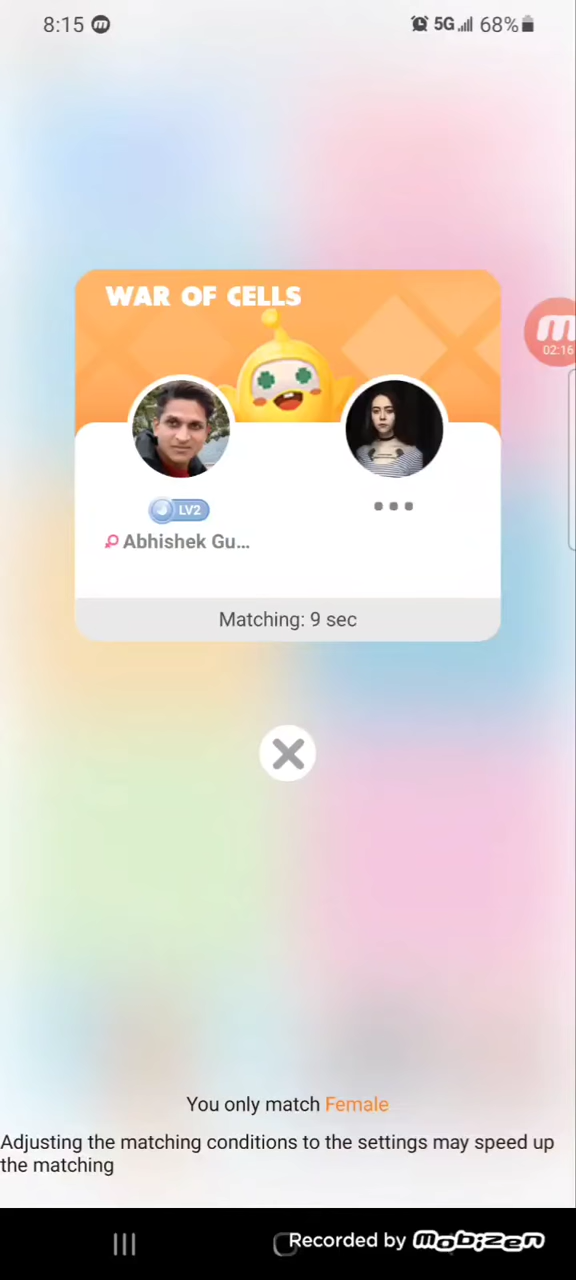 8:15 m 5G 68%
WAR OF CELLS
m
02:16
LV2
Abhishek Gu...
Matching: 9 sec
You only match Female
Adjusting the matching conditions to the settings may speed up
the matching
Recorded by mobizen